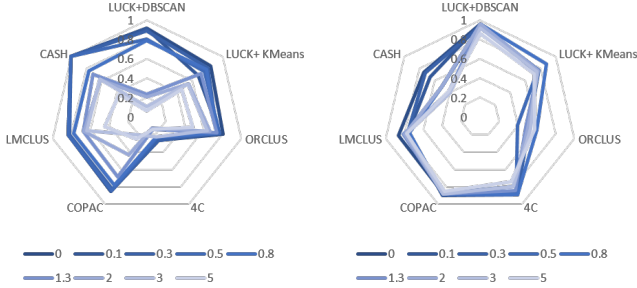 LUCK+DBSCAN
1
0.8
0.6
0.4
0.2
0
CASH
LUCK+ KMeans
LMCLUS
ORCLUS
COPAC
4C
0 0.1 0.3 0.5 0.8
1.3 2 3 5
LUCK+DBSCAN
1
0.8
0.6
0.4
0.2
0
CASH
LUCK+ KMeans
LMCLUS
ORCLUS
COPAC
4C
0 0.1 0.3 0.5 0.8
1.3 2 3 5